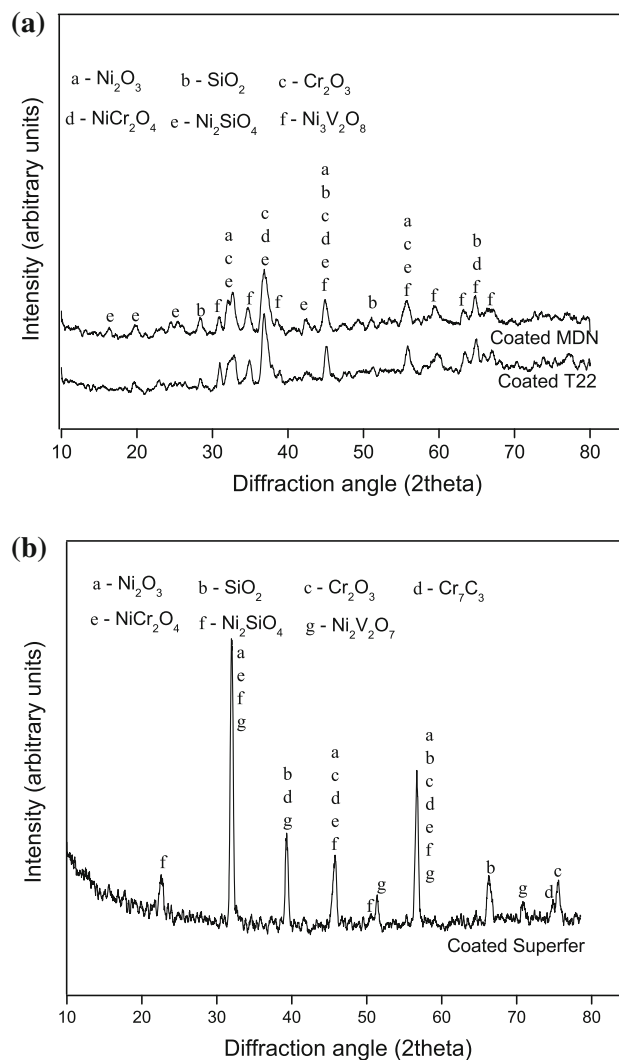 (a)
a - Ni₂O₃ b - SiO₂ c - Cr₂O₃
d - NiCr₂O₄ e - Ni₂SiO₄ f - Ni₃V₂O₈
Intensity (arbitrary units)
e
e
e
b
f
a
c
e
f
c
d
e
f
e
a
b
c
d
e
f
b
a
c
e
f
f
f
b
d
f
f
Coated MDN
Coated T22
10 20 30 40 50 60 70 80
Diffraction angle (2theta)
(b)
a - Ni₂O₃ b - SiO₂ c - Cr₂O₃ d - Cr₇C₃
e - NiCr₂O₄ f - Ni₂SiO₄ g - Ni₂V₂O₇
Intensity (arbitrary units)
f
a
e
f
g
b
d
g
a
c
d
e
f
f
g
a
b
c
d
e
f
g
b
g
d
c
Coated Superfer
10 20 30 40 50 60 70 80
Diffraction angle (2theta)